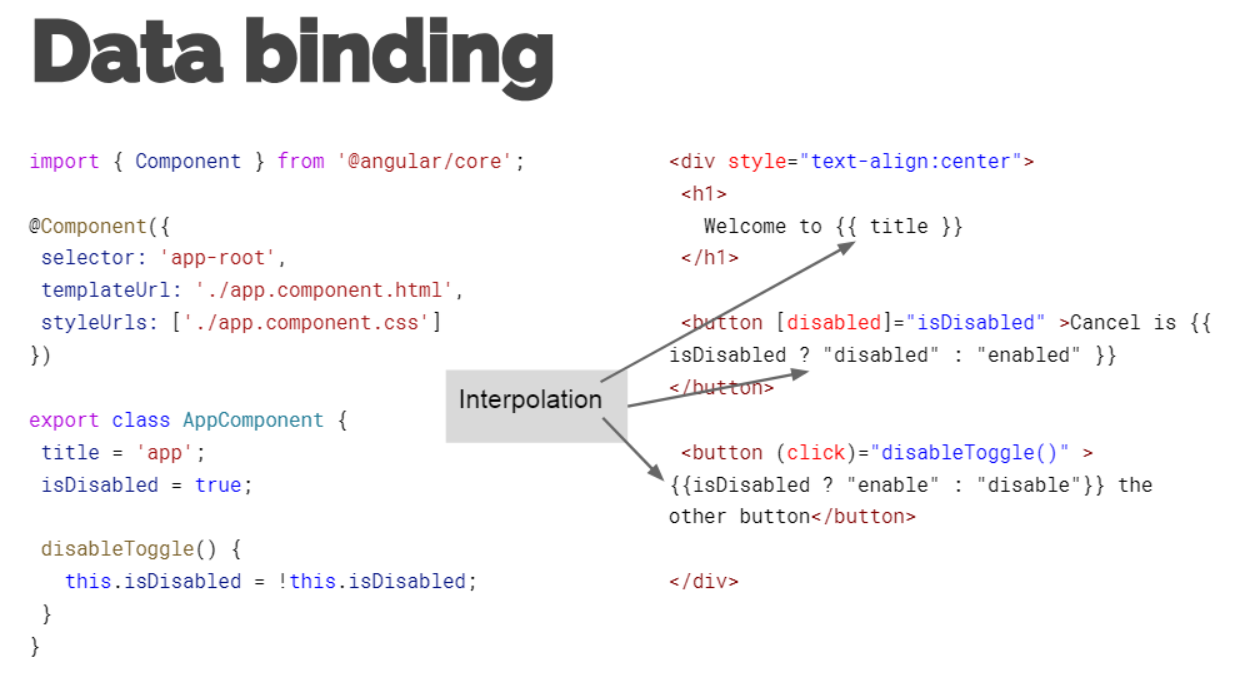 Data binding
import { Component } from '@angular/core';
@Component({
selector: 'app-root',
templateUrl: './app.component.html',
styleUrls: ['./app.component.css']
})
export class AppComponent {
title = 'app';
isDisabled = true;
disableToggle() {
this.isDisabled = !this.isDisabled;
}
}
Interpolation
<div style="text-align:center">
<h1>
Welcome to {{ title }}
</h1>
<button [disabled]="isDisabled" >Cancel is {{
isDisabled ? "disabled" : "enabled" }}
</button>
<button (click)="disableToggle()" >
{{isDisabled ? "enable" : "disable"}} the
other button</button>
</div>